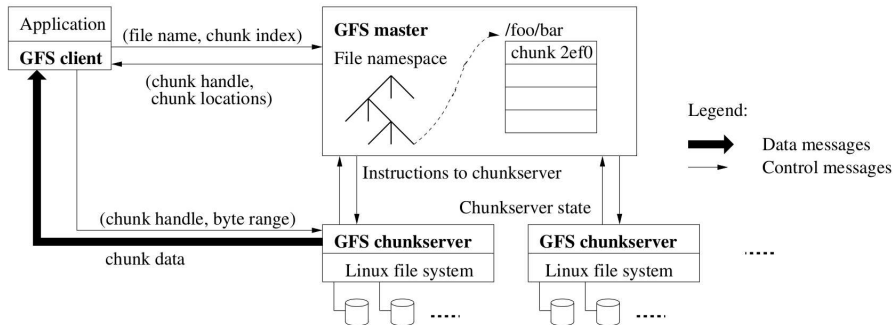 Application
GFS client
(file name, chunk index)
(chunk handle,
chunk locations)
GFS master
File namespace
/foo/bar
chunk 2ef0
Legend:
Data messages
Control messages
Instructions to chunkserver
Chunkserver state
(chunk handle, byte range)
chunk data
GFS chunkserver
Linux file system
GFS chunkserver
Linux file system